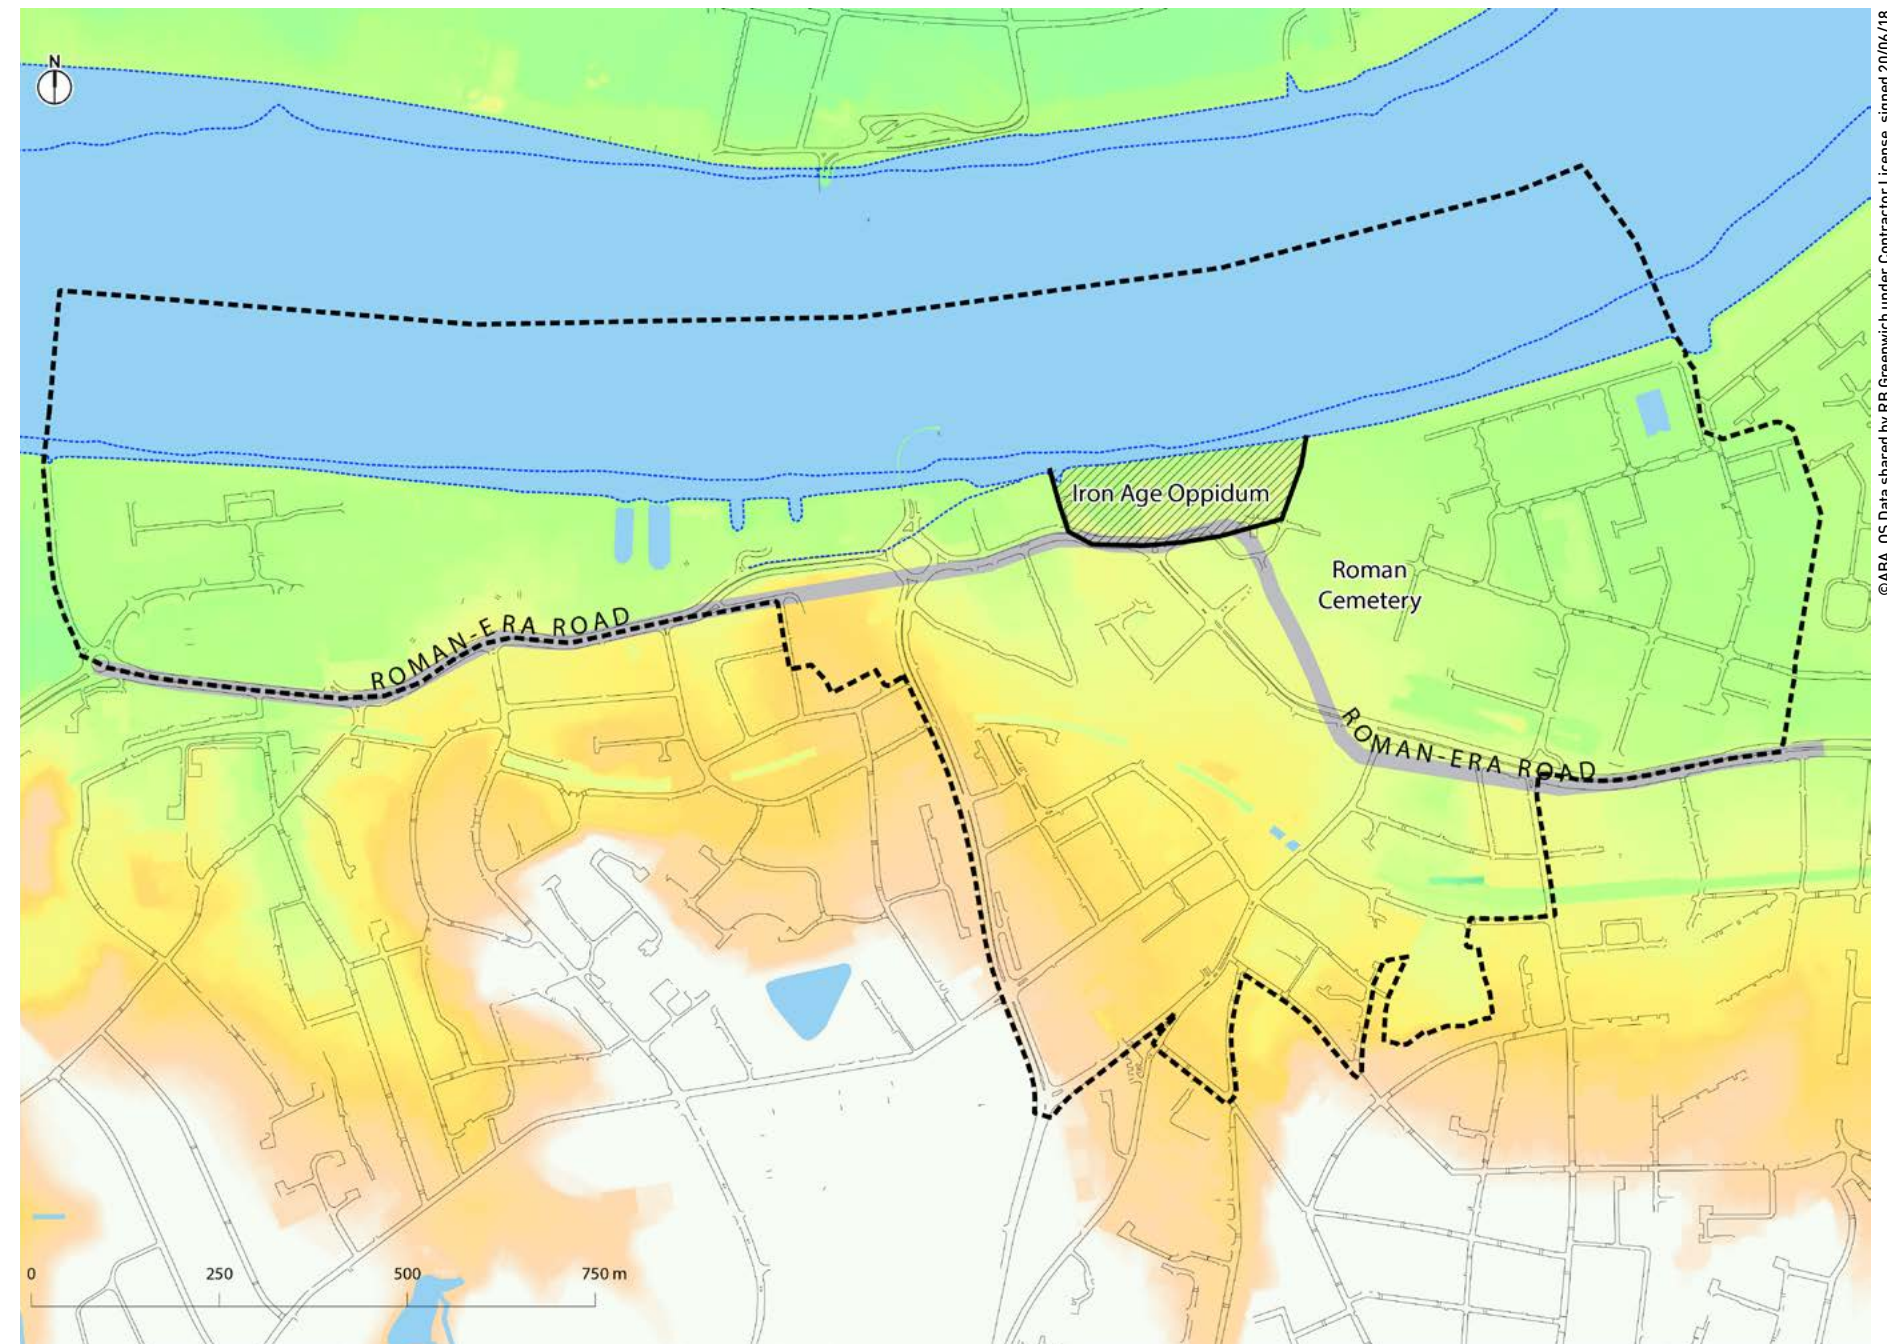 N
Iron Age Oppidum
Roman
Cemetery
ROMAN-ERA ROAD
ROMAN-ERA ROAD
0 250 500 750 m
©ABA, OS Data shared by RB Greenwich under Contractor License, signed 20/06/18